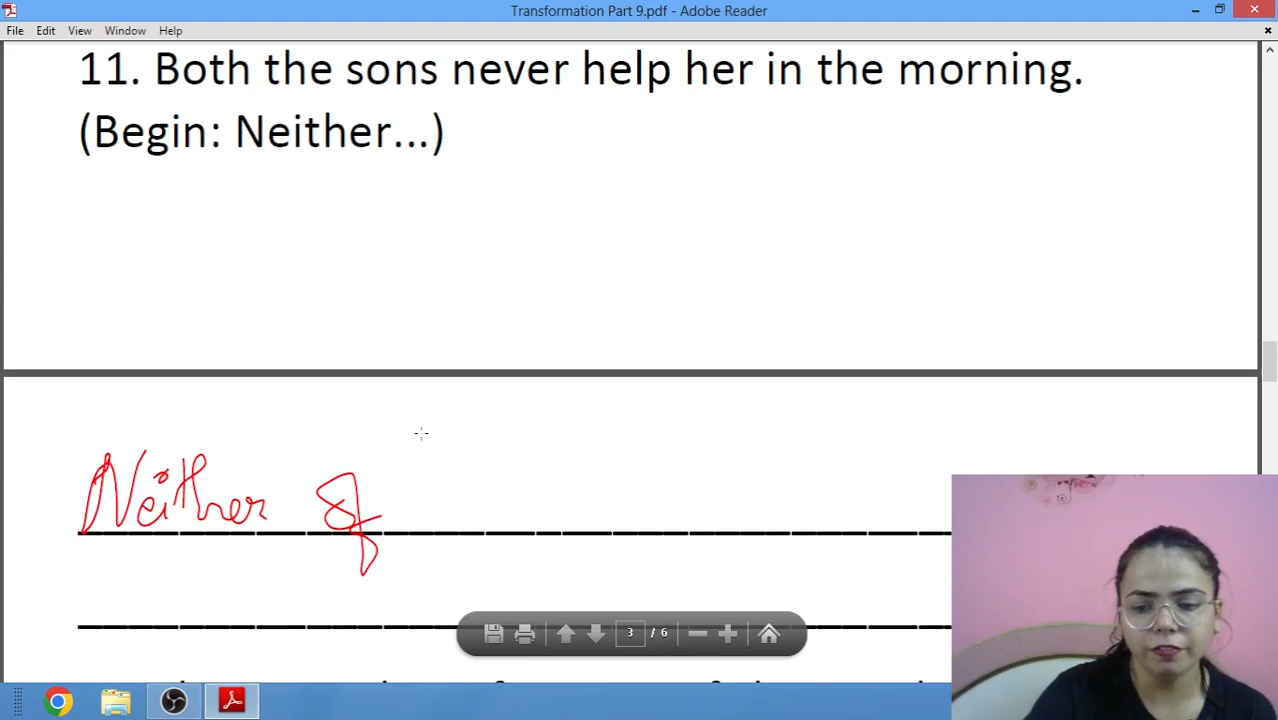 Transformation Part 9.pdf - Adobe Reader
File Edit View Window Help
11. Both the sons never help her in the morning.
(Begin: Neither...)
Neither of
3 / 6